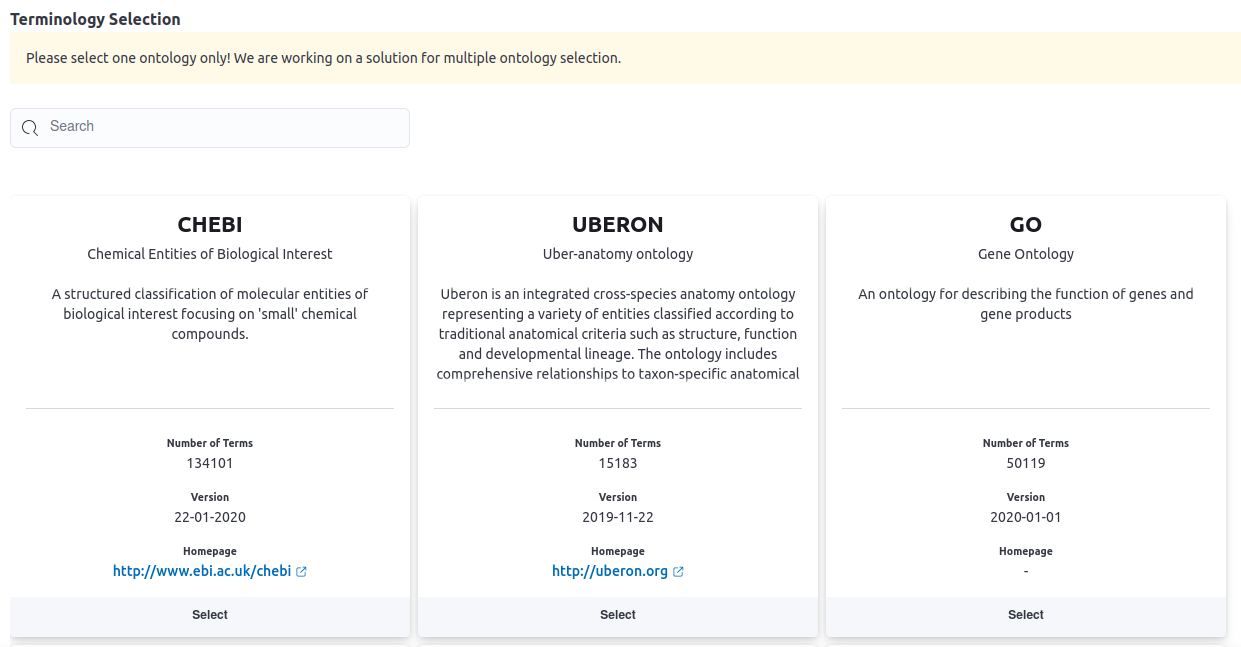 Terminology Selection
Please select one ontology only! We are working on a solution for multiple ontology selection.
Search
CHEBI
Chemical Entities of Biological Interest
A structured classification of molecular entities of
biological interest focusing on 'small' chemical
compounds.
Number of Terms
134101
Version
22-01-2020
Homepage
http://www.ebi.ac.uk/chebi
Select
UBERON
Uber-anatomy ontology
Uberon is an integrated cross-species anatomy ontology
representing a variety of entities classified according to
traditional anatomical criteria such as structure, function
and developmental lineage. The ontology includes
comprehensive relationships to taxon-specific anatomical
Number of Terms
15183
Version
2019-11-22
Homepage
http://uberon.org
Select
GO
Gene Ontology
An ontology for describing the function of genes and
gene products
Number of Terms
50119
Version
2020-01-01
Homepage
-
Select